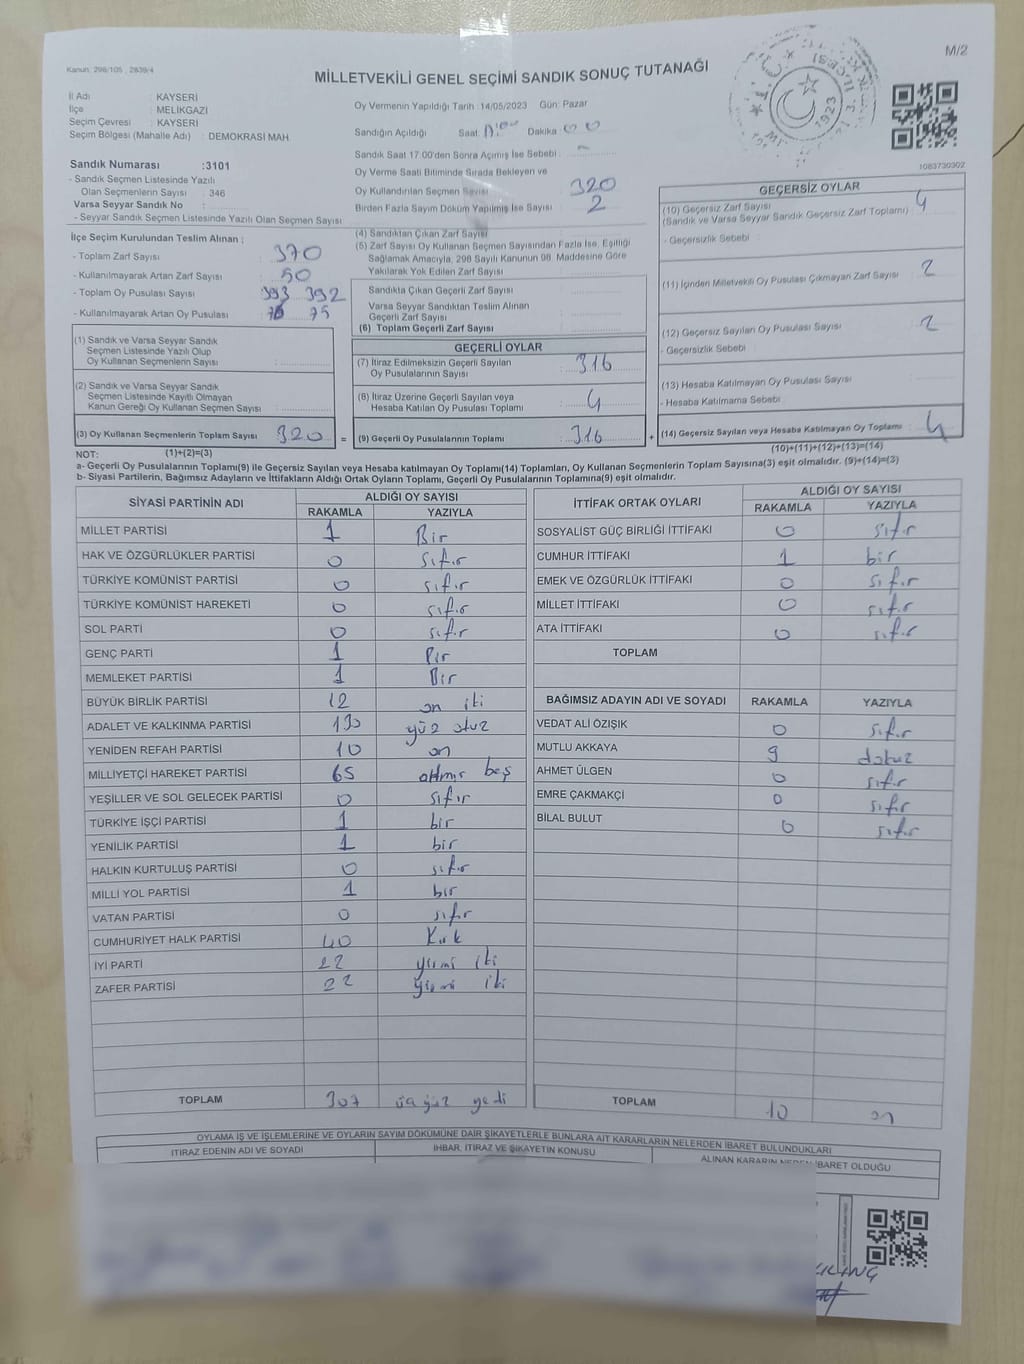 Kanun: 298/105 , 2839/4
M/2
MİLLETVEKİLİ GENEL SEÇİMİ SANDIK SONUÇ TUTANAĞI
İl Adı : KAYSERİ
İlçe : MELİKGAZİ
Seçim Çevresi : KAYSERİ
Seçim Bölgesi (Mahalle Adı) : DEMOKRASİ MAH.
Sandık Numarası :3101
- Sandık Seçmen Listesinde Yazılı
Olan Seçmenlerin Sayısı : 346
Varsa Seyyar Sandık No :
- Seyyar Sandık Seçmen Listesinde Yazılı Olan Seçmen Sayısı
Oy Vermenin Yapıldığı Tarih :14/05/2023 Gün: Pazar
Sandığın Açıldığı Saat: Dakika 00
Sandık Saat 17:00'den Sonra Açılmış İse Sebebi :
Oy Verme Saati Bitiminde Sırada Bekleyen ve
Oy Kullandırılan Seçmen Sayısı 320
Birden Fazla Sayım Döküm Yapılmış İse Sayısı 2
1923
1083730302
İlçe Seçim Kurulundan Teslim Alınan ;
- Toplam Zarf Sayısı : 370
- Kullanılmayarak Artan Zarf Sayısı : 50
- Toplam Oy Pusulası Sayısı : 393 392
- Kullanılmayarak Artan Oy Pusulası : 75
(1) Sandık ve Varsa Seyyar Sandık
Seçmen Listesinde Yazılı Olup
Oy Kullanan Seçmenlerin Sayısı :
(2) Sandık ve Varsa Seyyar Sandık
Seçmen Listesinde Kayıtlı Olmayan
Kanun Gereği Oy Kullanan Seçmen Sayısı :
(3) Oy Kullanan Seçmenlerin Toplam Sayısı : 320 =
(4) Sandıktan Çıkan Zarf Sayısı :
(5) Zarf Sayısı Oy Kullanan Seçmen Sayısından Fazla İse, Eşitliği
Sağlamak Amacıyla, 298 Sayılı Kanunun 98. Maddesine Göre
Yakılarak Yok Edilen Zarf Sayısı :
Sandıkta Çıkan Geçerli Zarf Sayısı :
Varsa Seyyar Sandıktan Teslim Alınan
Geçerli Zarf Sayısı :
(6) Toplam Geçerli Zarf Sayısı :
GEÇERLİ OYLAR
(7) İtiraz Edilmeksizin Geçerli Sayılan
Oy Pusulalarının Sayısı : 316
(8) İtiraz Üzerine Geçerli Sayılan veya
Hesaba Katılan Oy Pusulası Toplamı : 4
(9) Geçerli Oy Pusulalarının Toplamı : 316 +
GEÇERSİZ OYLAR
(10) Geçersiz Zarf Sayısı : 4
(Sandık ve Varsa Seyyar Sandık Geçersiz Zarf Toplamı)
- Geçersizlik Sebebi :
(11) İçinden Milletvekili Oy Pusulası Çıkmayan Zarf Sayısı : 2
(12) Geçersiz Sayılan Oy Pusulası Sayısı : 2
- Geçersizlik Sebebi :
(13) Hesaba Katılmayan Oy Pusulası Sayısı :
- Hesaba Katılmama Sebebi :
(14) Geçersiz Sayılan veya Hesaba Katılmayan Oy Toplamı : 4
NOT: (1)+(2)=(3)
(10)+(11)+(12)+(13)=(14)
a- Geçerli Oy Pusulalarının Toplamı(9) ile Geçersiz Sayılan veya Hesaba katılmayan Oy Toplamı(14) Toplamları, Oy Kullanan Seçmenlerin Toplam Sayısına(3) eşit olmalıdır. (9)+(14)=(3)
b- Siyasi Partilerin, Bağımsız Adayların ve İttifakların Aldığı Ortak Oyların Toplamı, Geçerli Oy Pusulalarının Toplamına(9) eşit olmalıdır.
SİYASİ PARTİNİN ADI ALDIĞI OY SAYISI
RAKAMLA YAZIYLA
MİLLET PARTİSİ 1 Bir
HAK VE ÖZGÜRLÜKLER PARTİSİ 0 sıfır
TÜRKİYE KOMÜNİST PARTİSİ 0 sıfır
TÜRKİYE KOMÜNİST HAREKETİ 0 sıfır
SOL PARTİ 0 sıfır
GENÇ PARTİ 1 Bir
MEMLEKET PARTİSİ 1 Bir
BÜYÜK BİRLİK PARTİSİ 12 on iki
ADALET VE KALKINMA PARTİSİ 130 yüz otuz
YENİDEN REFAH PARTİSİ 10 on
MİLLİYETÇİ HAREKET PARTİSİ 65 altmış beş
YEŞİLLER VE SOL GELECEK PARTİSİ 0 sıfır
TÜRKİYE İŞÇİ PARTİSİ 1 bir
YENİLİK PARTİSİ 1 bir
HALKIN KURTULUŞ PARTİSİ 0 sıfır
MİLLİ YOL PARTİSİ 1 bir
VATAN PARTİSİ 0 sıfır
CUMHURİYET HALK PARTİSİ 40 Kırk
İYİ PARTİ 22 yirmi iki
ZAFER PARTİSİ 22 yirmi iki
TOPLAM 307 üç yüz yedi
İTTİFAK ORTAK OYLARI ALDIĞI OY SAYISI
RAKAMLA YAZIYLA
SOSYALİST GÜÇ BİRLİĞİ İTTİFAKI 0 sıfır
CUMHUR İTTİFAKI 1 bir
EMEK VE ÖZGÜRLÜK İTTİFAKI 0 sıfır
MİLLET İTTİFAKI 0 sıfır
ATA İTTİFAKI 0 sıfır
TOPLAM
BAĞIMSIZ ADAYIN ADI VE SOYADI RAKAMLA YAZIYLA
VEDAT ALİ ÖZIŞIK 0 sıfır
MUTLU AKKAYA 9 dokuz
AHMET ÜLGEN 0 sıfır
EMRE ÇAKMAKÇİ 0 sıfır
BİLAL BULUT 0 sıfır
TOPLAM 10 on
OYLAMA İŞ VE İŞLEMLERİNE VE OYLARIN SAYIM DÖKÜMÜNE DAİR ŞİKAYETLERLE BUNLARA AİT KARARLARIN NELERDEN İBARET BULUNDUKLARI
İTİRAZ EDENİN ADI VE SOYADI İHBAR, İTİRAZ VE ŞİKAYETİN KONUSU ALINAN KARARIN NEDEN İBARET OLDUĞU